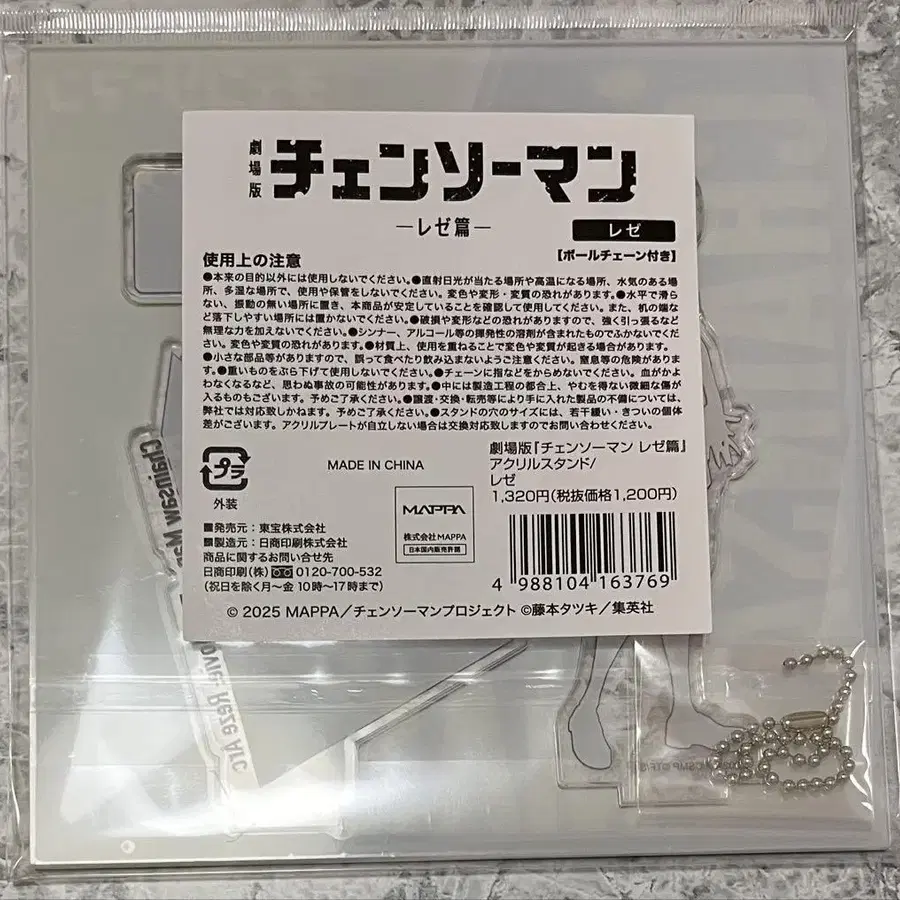 劇場版
チェンソーマン
―レゼ篇―
レゼ
【ボールチェーン付き】
使用上の注意
●本来の目的以外には使用しないでください。●直射日光が当たる場所や高温になる場所、水気のある場
所、多湿な場所で、使用や保管をしないでください。変色や変形・変質の恐れがあります。●水平で滑ら
ない、振動の無い場所に置き、本商品が安定していることを確認して使用してください。また、机の端な
ど落下しやすい場所には置かないでください。●破損や変形などの恐れがありますので、強く引っ張るなど
無理な力を加えないでください。●シンナー、アルコール等の揮発性の溶剤が含まれたものでふかないでくだ
さい。変色や変質の恐れがあります。●材質上、使用を重ねることで変色や変質が起きる場合があります。
●小さな部品等がありますので、誤って食べたり飲み込まないようご注意ください。窒息等の危険がありま
す。●重いものをぶら下げて使用しないでください。●チェーンに指などをからめないでください。血がかよ
わなくなるなど、思わぬ事故の可能性があります。●中には製造工程の都合上、やむを得ない微細な傷が
入るものもございます。予めご了承ください。●譲渡・交換・転売等により手に入れた製品の不備については、
弊社では対応致しかねます。予めご了承ください。●スタンドの穴のサイズには、若干緩い・きついの個体
差がございます。アクリルプレートが自立しない場合は交換対応致しますのでお問い合わせください。
プラ
外装
MADE IN CHINA
劇場版『チェンソーマン レゼ篇』
アクリルスタンド/
レゼ
1,320円(税抜価格1,200円)
■発売元：東宝株式会社
■製造元：日商印刷株式会社
商品に関するお問い合わせ先
日商印刷(株) 0120-700-532
(祝日を除く月〜金 10時〜17時まで)
MAPPA
株式会社MAPPA
日本国内販売許諾
4 988104 163769
© 2025 MAPPA／チェンソーマンプロジェクト ©藤本タツキ／集英社
Chainsaw Man
Arc